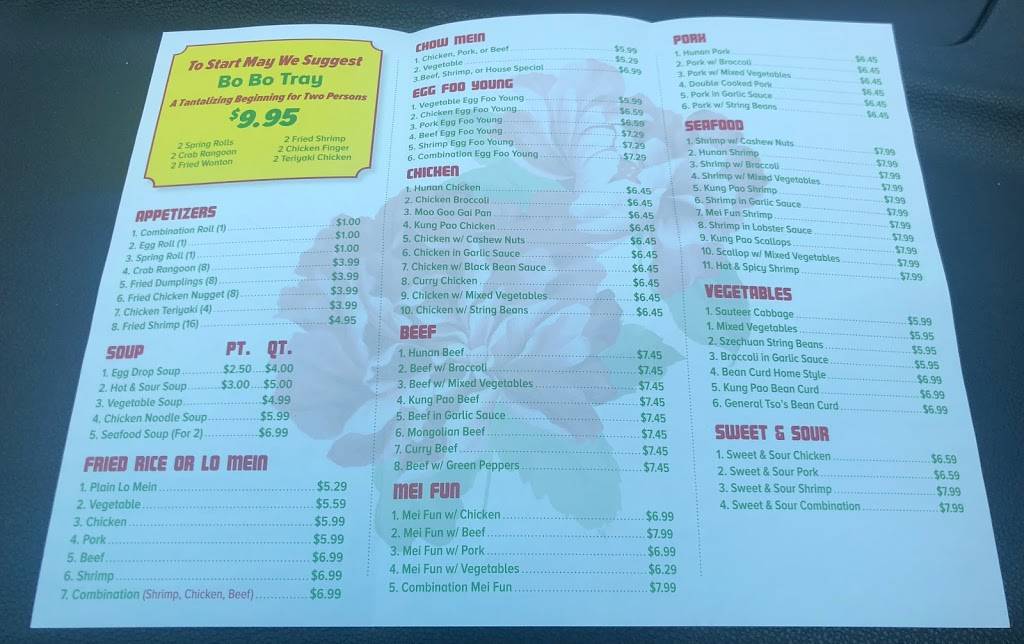 To Start May We Suggest
Bo Bo Tray
A Tantalizing Beginning for Two Persons
$9.95
2 Spring Rolls
2 Crab Rangoon
2 Fried Wonton
2 Fried Shrimp
2 Chicken Finger
2 Teriyaki Chicken
APPETIZERS
1. Combination Roll (1) $1.00
2. Egg Roll (1) $1.00
3. Spring Roll (1) $1.00
4. Crab Rangoon (8) $3.99
5. Fried Dumplings (8) $3.99
6. Fried Chicken Nugget (8) $3.99
7. Chicken Teriyaki (4) $3.99
8. Fried Shrimp (16) $4.95
SOUP PT. QT.
1. Egg Drop Soup $2.50 $4.00
2. Hot & Sour Soup $3.00 $5.00
3. Vegetable Soup $4.99
4. Chicken Noodle Soup $5.99
5. Seafood Soup (For 2) $6.99
FRIED RICE OR LO MEIN
1. Plain Lo Mein $5.29
2. Vegetable $5.59
3. Chicken $5.99
4. Pork $5.99
5. Beef $6.99
6. Shrimp $6.99
7. Combination (Shrimp, Chicken, Beef) $6.99
CHOW MEIN
1. Chicken, Pork, or Beef $5.99
2. Vegetable $5.29
3.Beef, Shrimp, or House Special $6.99
EGG FOO YOUNG
1. Vegetable Egg Foo Young $5.99
2. Chicken Egg Foo Young $6.59
3. Pork Egg Foo Young $6.59
4. Beef Egg Foo Young $7.29
5. Shrimp Egg Foo Young $7.29
6. Combination Egg Foo Young $7.29
CHICKEN
1. Hunan Chicken $6.45
2. Chicken Broccoli $6.45
3. Moo Goo Gai Pan $6.45
4. Kung Pao Chicken $6.45
5. Chicken w/ Cashew Nuts $6.45
6. Chicken in Garlic Sauce $6.45
7. Chicken w/ Black Bean Sauce $6.45
8. Curry Chicken $6.45
9. Chicken w/ Mixed Vegetables $6.45
10. Chicken w/ String Beans $6.45
BEEF
1. Hunan Beef $7.45
2. Beef w/ Broccoli $7.45
3. Beef w/ Mixed Vegetables $7.45
4. Kung Pao Beef $7.45
5. Beef in Garlic Sauce $7.45
6. Mongolian Beef $7.45
7. Curry Beef $7.45
8. Beef w/ Green Peppers $7.45
MEI FUN
1. Mei Fun w/ Chicken $6.99
2. Mei Fun w/ Beef $7.99
3. Mei Fun w/ Pork $6.99
4. Mei Fun w/ Vegetables $6.29
5. Combination Mei Fun $7.99
PORK
1. Hunan Pork $6.45
2. Pork w/ Broccoli $6.45
3. Pork w/ Mixed Vegetables $6.45
4. Double Cooked Pork $6.45
5. Pork in Garlic Sauce $6.45
6. Pork w/ String Beans $6.45
SEAFOOD
1. Shrimp w/ Cashew Nuts $7.99
2. Hunan Shrimp $7.99
3. Shrimp w/ Broccoli $7.99
4. Shrimp w/ Mixed Vegetables $7.99
5. Kung Pao Shrimp $7.99
6. Shrimp in Garlic Sauce $7.99
7. Mei Fun Shrimp $7.99
8. Shrimp in Lobster Sauce $7.99
9. Kung Pao Scallops $7.99
10. Scallop w/ Mixed Vegetables $7.99
11. Hot & Spicy Shrimp $7.99
VEGETABLES
1. Sauteer Cabbage $5.99
1. Mixed Vegetables $5.95
2. Szechuan String Beans $5.95
3. Broccoli in Garlic Sauce $5.95
4. Bean Curd Home Style $6.99
5. Kung Pao Bean Curd $6.99
6. General Tso's Bean Curd $6.99
SWEET & SOUR
1. Sweet & Sour Chicken $6.59
2. Sweet & Sour Pork $6.59
3. Sweet & Sour Shrimp $7.99
4. Sweet & Sour Combination $7.99